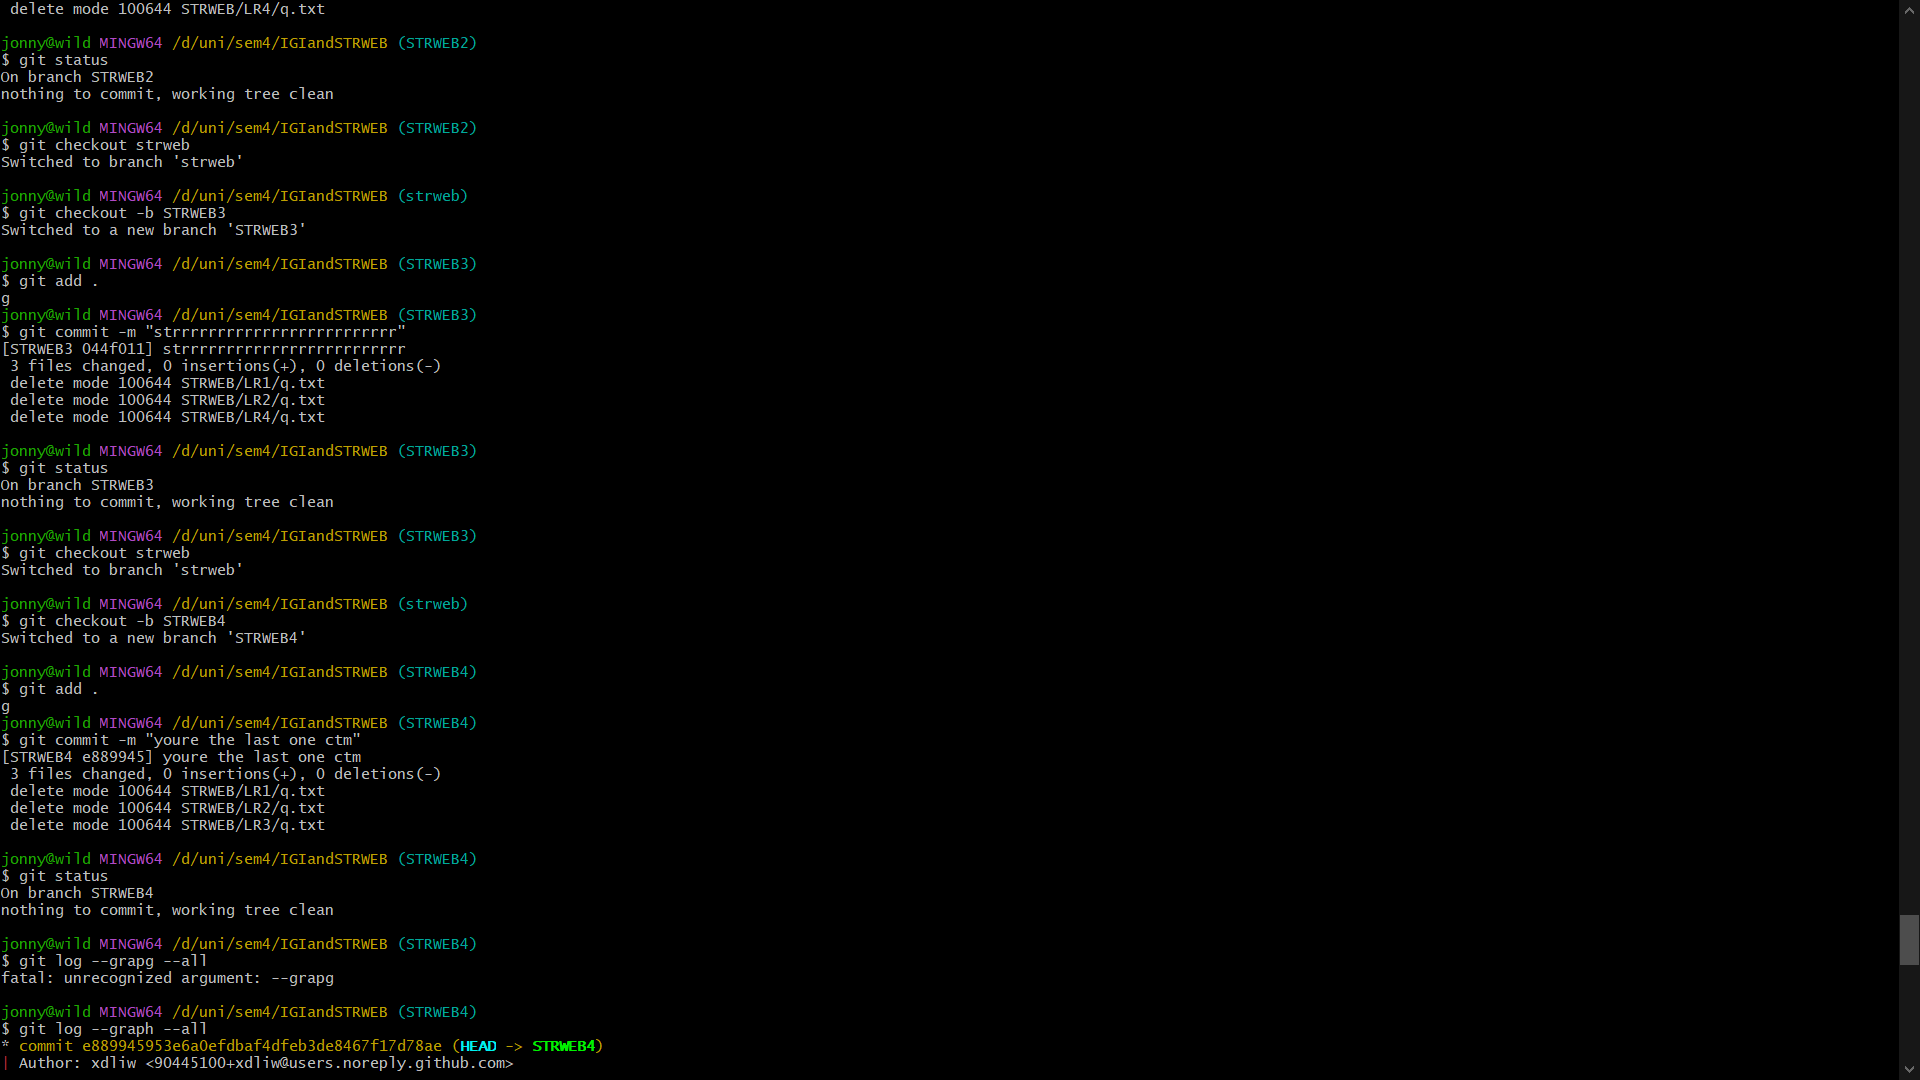 delete mode 100644 STRWEB/LR4/q.txt

jonny@wild MINGW64 /d/uni/sem4/IGIandSTRWEB (STRWEB2)
$ git status
On branch STRWEB2
nothing to commit, working tree clean

jonny@wild MINGW64 /d/uni/sem4/IGIandSTRWEB (STRWEB2)
$ git checkout strweb
Switched to branch 'strweb'

jonny@wild MINGW64 /d/uni/sem4/IGIandSTRWEB (strweb)
$ git checkout -b STRWEB3
Switched to a new branch 'STRWEB3'

jonny@wild MINGW64 /d/uni/sem4/IGIandSTRWEB (STRWEB3)
$ git add .
g
jonny@wild MINGW64 /d/uni/sem4/IGIandSTRWEB (STRWEB3)
$ git commit -m "strrrrrrrrrrrrrrrrrrrrrrrrr"
[STRWEB3 044f011] strrrrrrrrrrrrrrrrrrrrrrrrr
 3 files changed, 0 insertions(+), 0 deletions(-)
 delete mode 100644 STRWEB/LR1/q.txt
 delete mode 100644 STRWEB/LR2/q.txt
 delete mode 100644 STRWEB/LR4/q.txt

jonny@wild MINGW64 /d/uni/sem4/IGIandSTRWEB (STRWEB3)
$ git status
On branch STRWEB3
nothing to commit, working tree clean

jonny@wild MINGW64 /d/uni/sem4/IGIandSTRWEB (STRWEB3)
$ git checkout strweb
Switched to branch 'strweb'

jonny@wild MINGW64 /d/uni/sem4/IGIandSTRWEB (strweb)
$ git checkout -b STRWEB4
Switched to a new branch 'STRWEB4'

jonny@wild MINGW64 /d/uni/sem4/IGIandSTRWEB (STRWEB4)
$ git add .
g
jonny@wild MINGW64 /d/uni/sem4/IGIandSTRWEB (STRWEB4)
$ git commit -m "youre the last one ctm"
[STRWEB4 e889945] youre the last one ctm
 3 files changed, 0 insertions(+), 0 deletions(-)
 delete mode 100644 STRWEB/LR1/q.txt
 delete mode 100644 STRWEB/LR2/q.txt
 delete mode 100644 STRWEB/LR3/q.txt

jonny@wild MINGW64 /d/uni/sem4/IGIandSTRWEB (STRWEB4)
$ git status
On branch STRWEB4
nothing to commit, working tree clean

jonny@wild MINGW64 /d/uni/sem4/IGIandSTRWEB (STRWEB4)
$ git log --grapg --all
fatal: unrecognized argument: --grapg

jonny@wild MINGW64 /d/uni/sem4/IGIandSTRWEB (STRWEB4)
$ git log --graph --all
* commit e889945953e6a0efdbaf4dfeb3de8467f17d78ae (HEAD -> STRWEB4)
| Author: xdliw <90445100+xdliw@users.noreply.github.com>